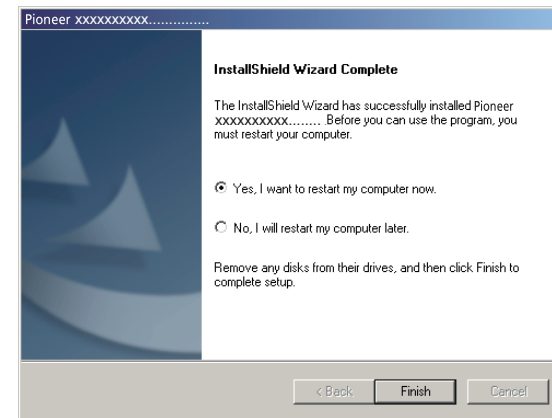 Pioneer xxxxxxxxxx...............
InstallShield Wizard Complete
The InstallShield Wizard has successfully installed Pioneer
xxxxxxxxxx........ .Before you can use the program, you
must restart your computer.
Yes, I want to restart my computer now.
No, I will restart my computer later.
Remove any disks from their drives, and then click Finish to
complete setup.
< Back Finish Cancel